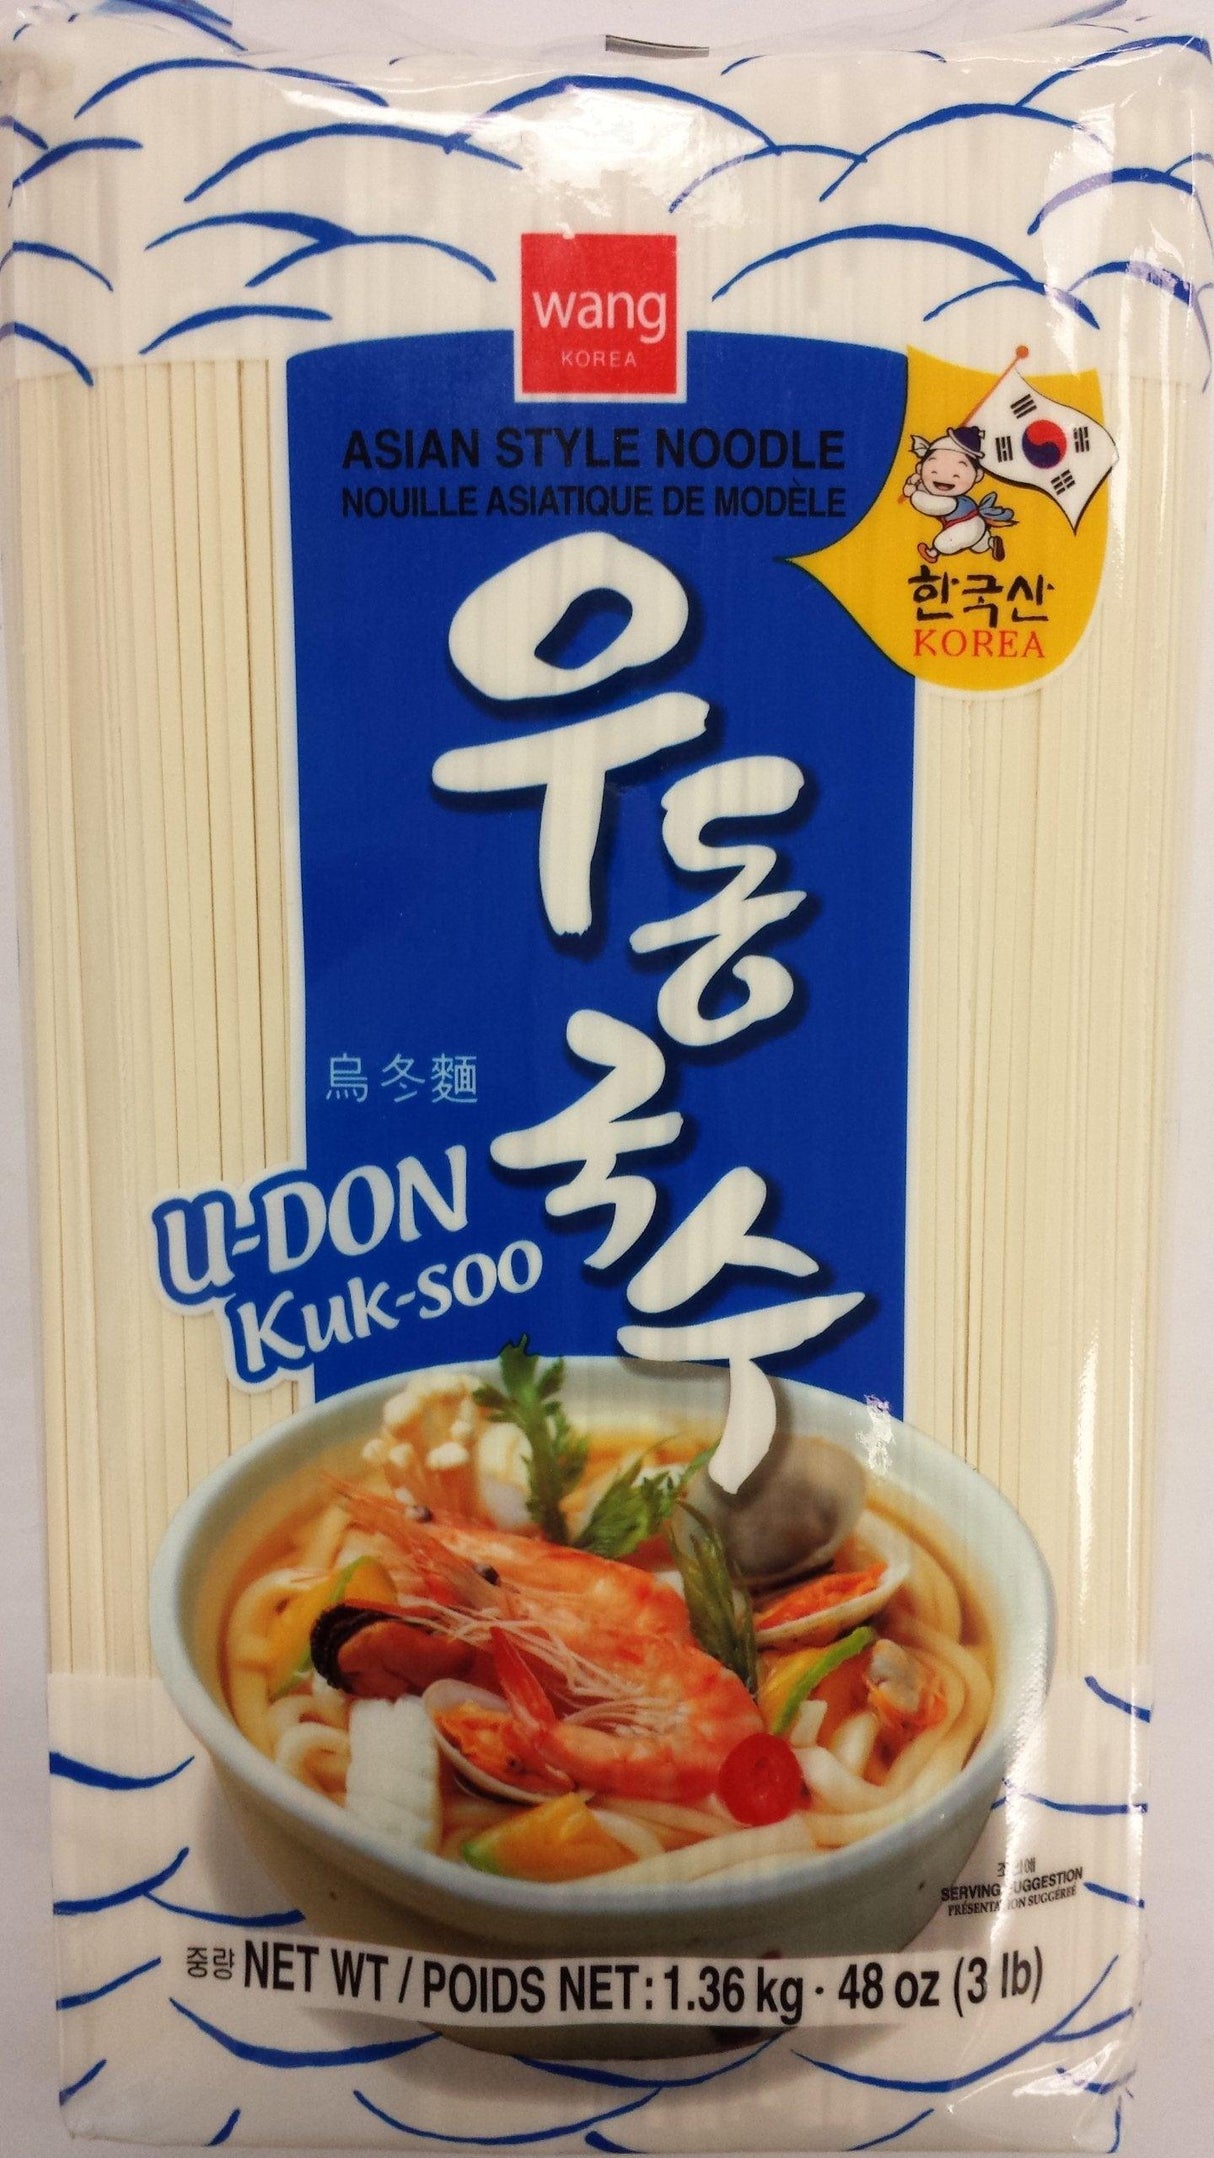 wang
KOREA
ASIAN STYLE NOODLE
NOUILLE ASIATIQUE DE MODÈLE
한국산
KOREA
우동
국수
烏冬麵
U-DON
Kuk-soo
SERVING SUGGESTION
PRÉSENTATION SUGGÉRÉE
중량 NET WT / POIDS NET: 1.36 kg · 48 oz (3 lb)